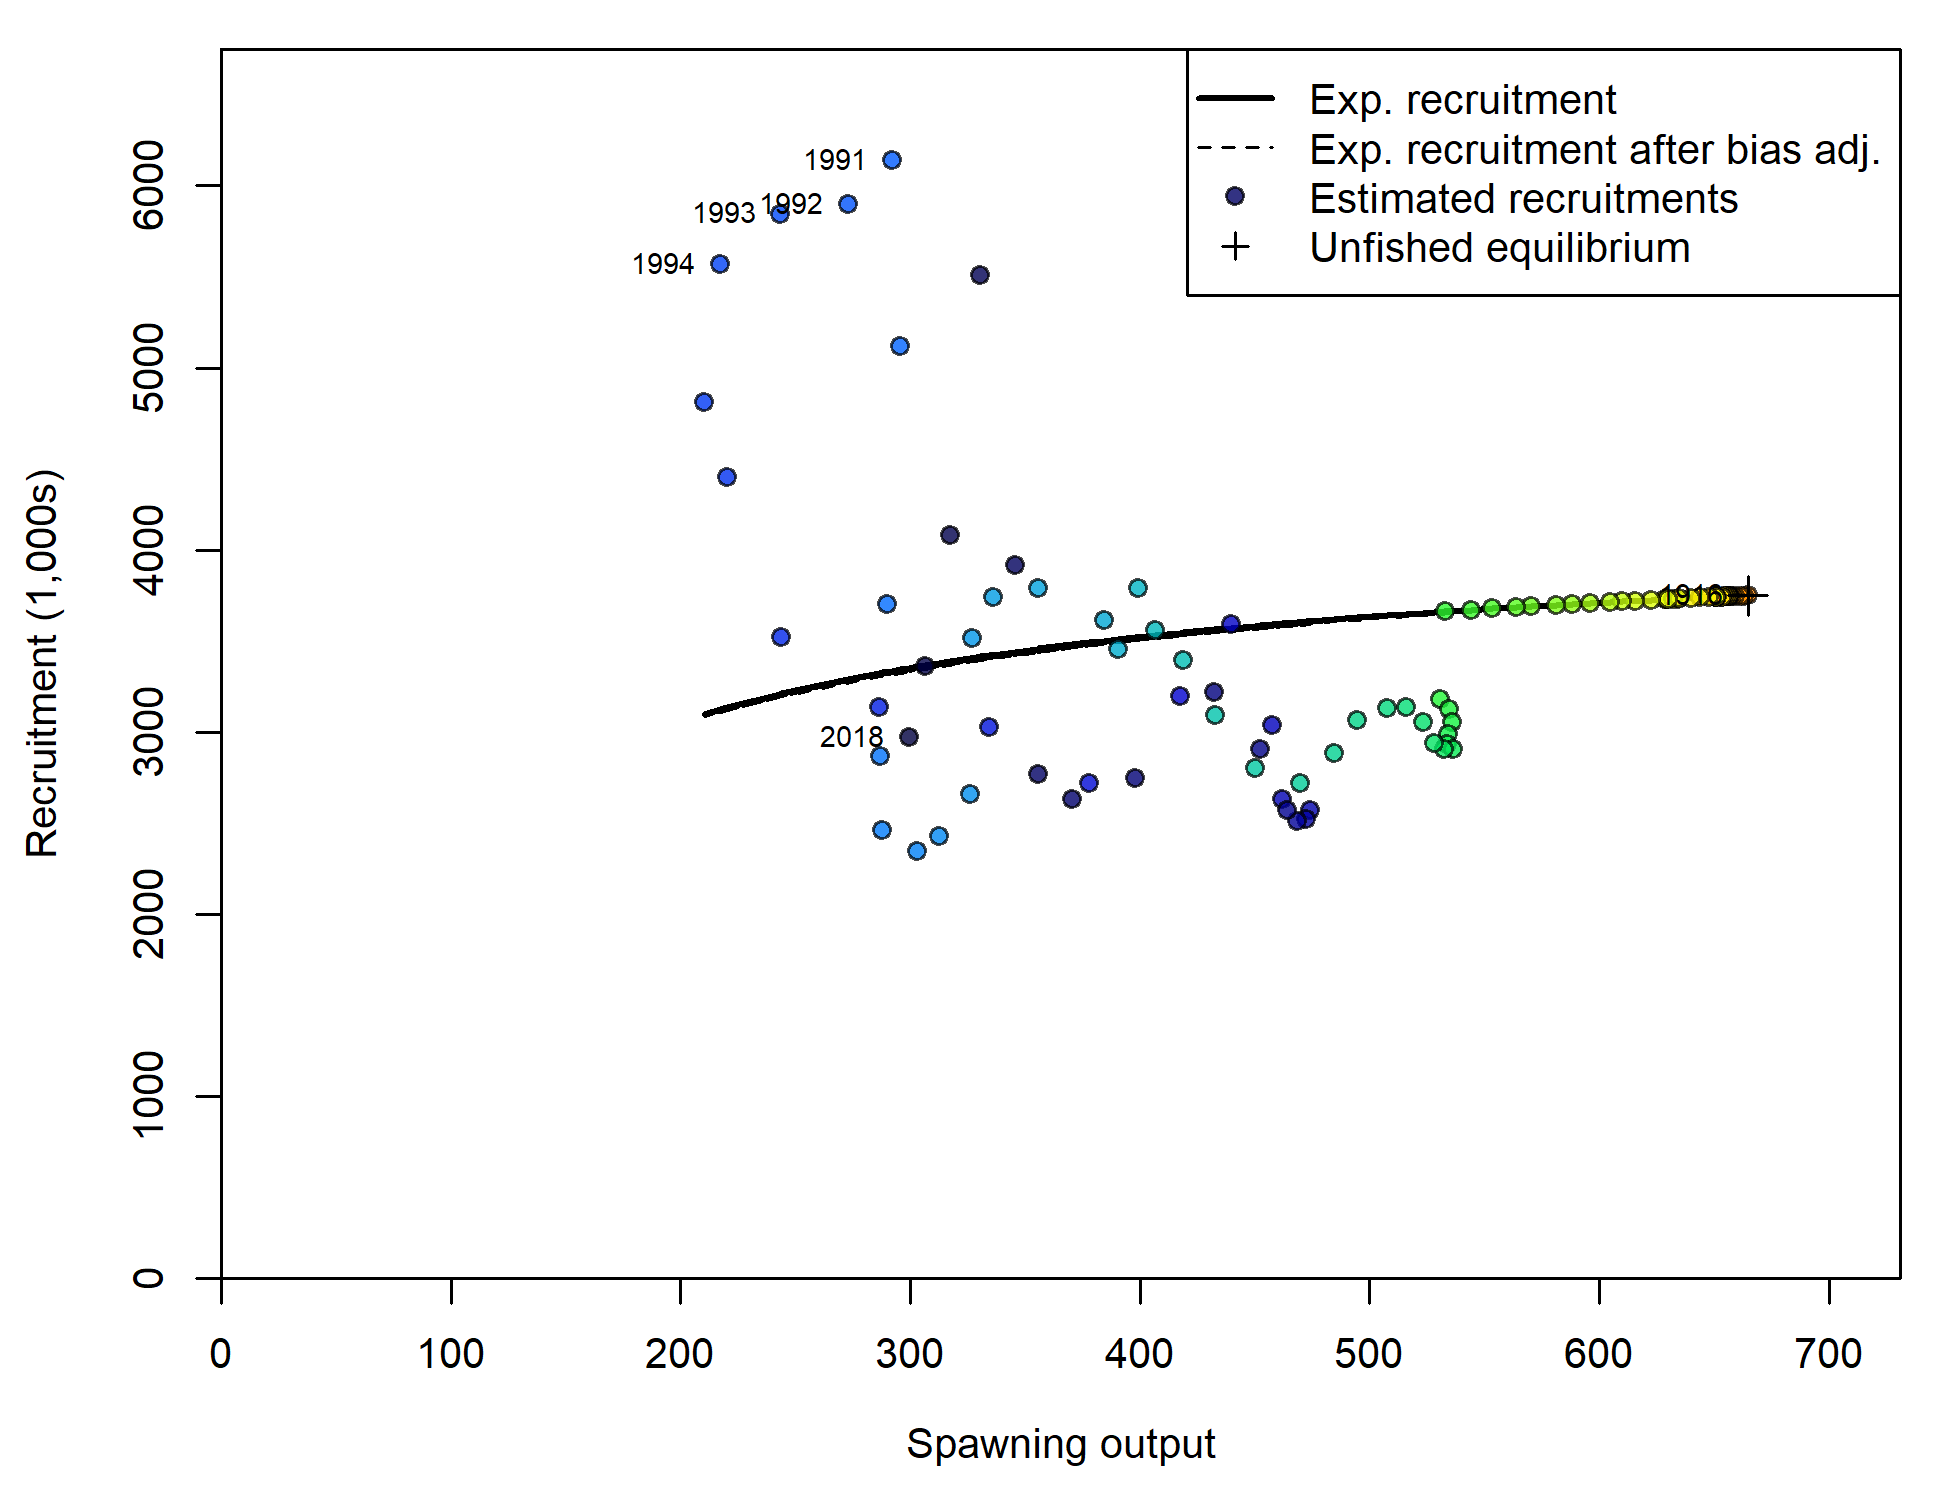 Exp. recruitment
Exp. recruitment after bias adj.
Estimated recruitments
Unfished equilibrium
1991
1992
1993
1994
2018
Recruitment (1,000s)
6000
5000
4000
3000
2000
1000
0
0 100 200 300 400 500 600 700
Spawning output